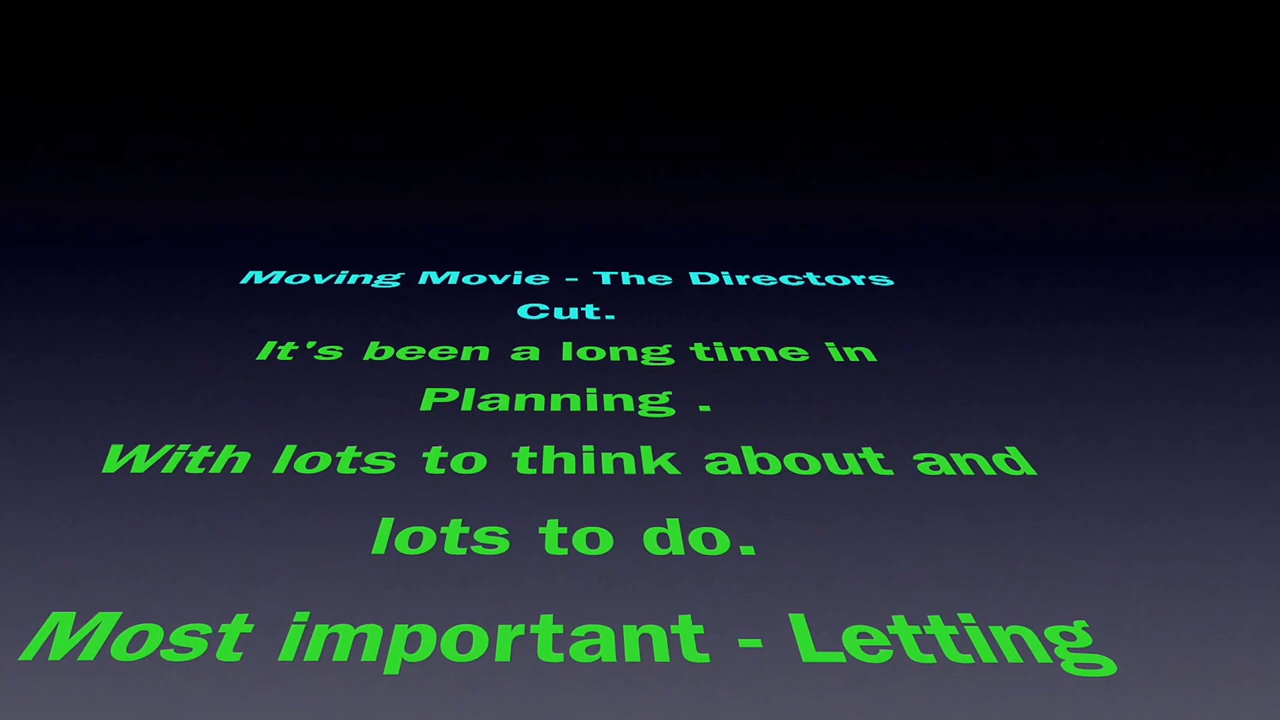 Moving Movie - The Directors
Cut.
It's been a long time in
Planning .
With lots to think about and
lots to do.
Most important - Letting